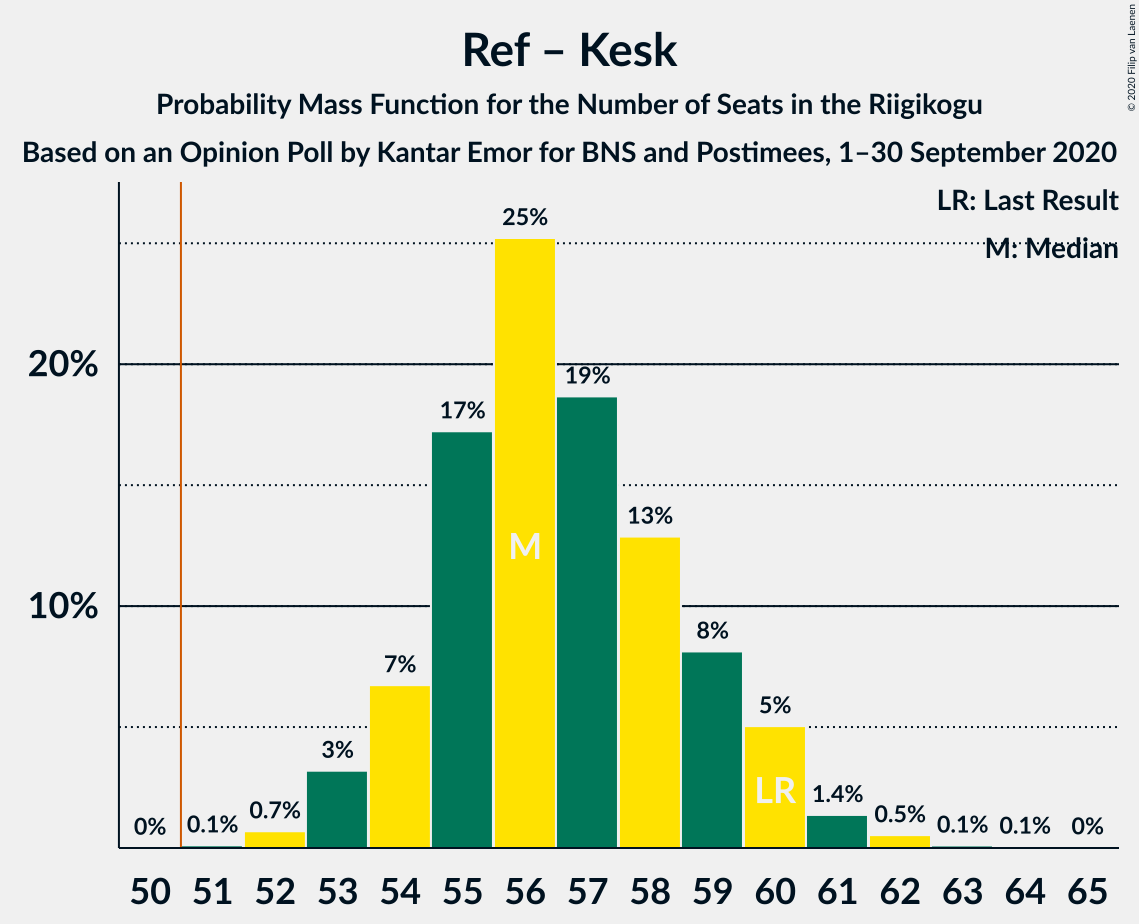 Ref – Kesk
Probability Mass Function for the Number of Seats in the Riigikogu
Based on an Opinion Poll by Kantar Emor for BNS and Postimees, 1–30 September 2020
© 2020 Filip van Laenen
LR: Last Result
M: Median
20%
10%
0%
0.1%
0.7%
3%
7%
17%
25%
19%
13%
8%
5%
1.4%
0.5%
0.1%
0.1%
0%
M
LR
50 51 52 53 54 55 56 57 58 59 60 61 62 63 64 65